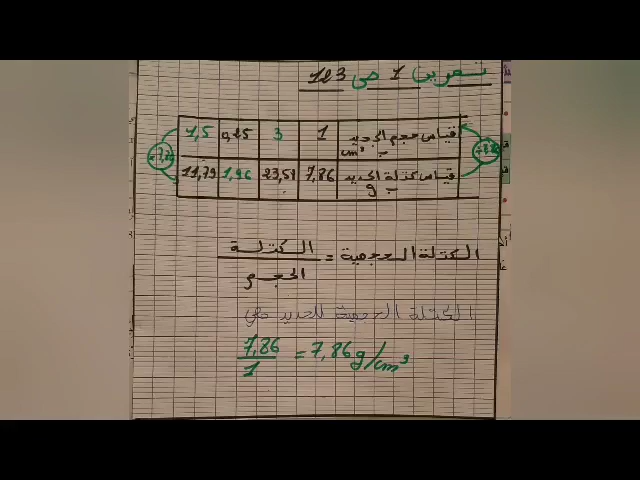 تمرين 1 ص 123
قياس حجم الحديد بـ cm³ 1 3 0,25 1,5
قياس كتلة الحديد بـ g 7,86 23,58 1,96 11,79
الكتلة الحجمية = الكتلة / الحجم
الكتلة الحجمية للحديد هي
7,86 / 1 = 7,86 g/cm³